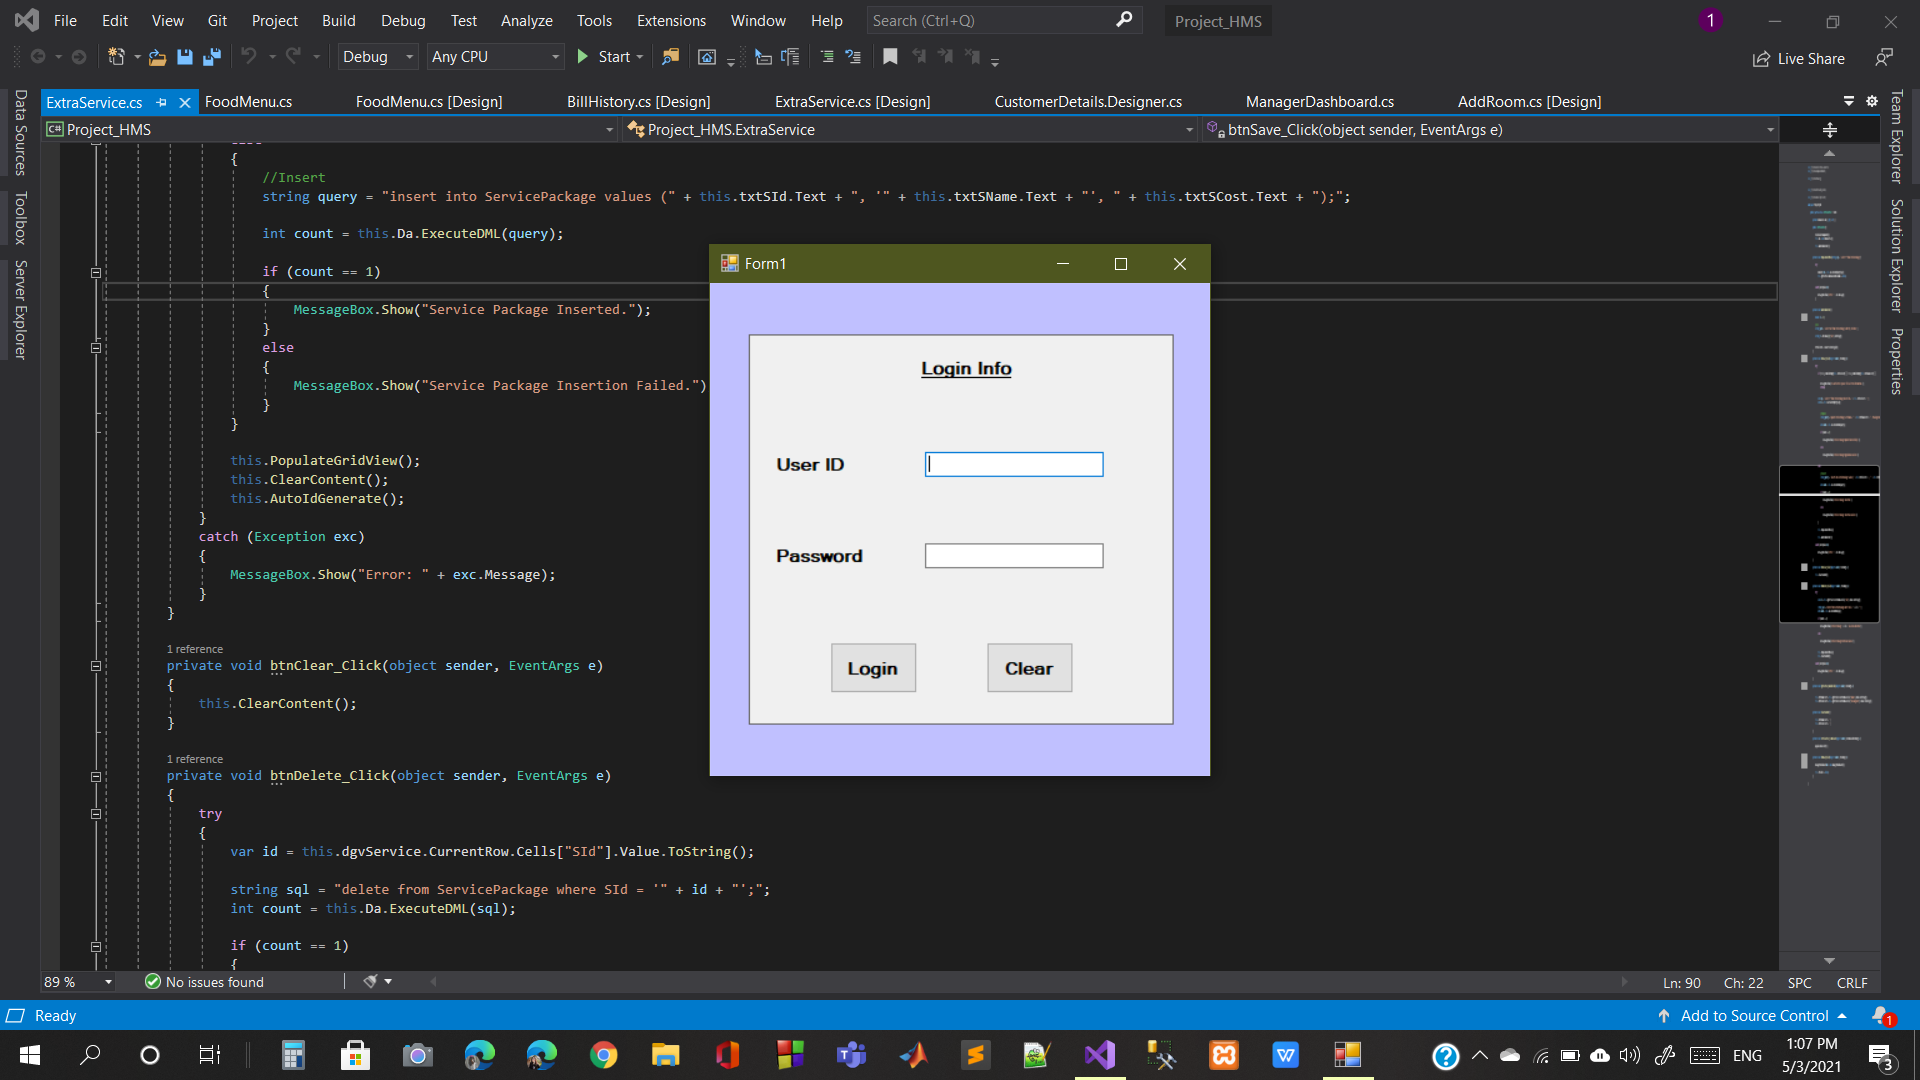 File Edit View Git Project Build Debug Test Analyze Tools Extensions Window Help Search (Ctrl+Q) Project_HMS 1
Debug Any CPU Start Live Share
ExtraService.cs FoodMenu.cs FoodMenu.cs [Design] BillHistory.cs [Design] ExtraService.cs [Design] CustomerDetails.Designer.cs ManagerDashboard.cs AddRoom.cs [Design]
C# Project_HMS Project_HMS.ExtraService btnSave_Click(object sender, EventArgs e)
Data Sources
Toolbox
Server Explorer
{
//Insert
string query = "insert into ServicePackage values (" + this.txtSId.Text + ", '" + this.txtSName.Text + "', " + this.txtSCost.Text + ");";
int count = this.Da.ExecuteDML(query);
if (count == 1)
{
MessageBox.Show("Service Package Inserted.");
}
else
{
MessageBox.Show("Service Package Insertion Failed.")
}
}
this.PopulateGridView();
this.ClearContent();
this.AutoIdGenerate();
}
catch (Exception exc)
{
MessageBox.Show("Error: " + exc.Message);
}
}
1 reference
private void btnClear_Click(object sender, EventArgs e)
{
this.ClearContent();
}
1 reference
private void btnDelete_Click(object sender, EventArgs e)
{
try
{
var id = this.dgvService.CurrentRow.Cells["SId"].Value.ToString();
string sql = "delete from ServicePackage where SId = '" + id + "';";
int count = this.Da.ExecuteDML(sql);
if (count == 1)
{
Form1
Login Info
User ID
Password
Login Clear
Team Explorer
Solution Explorer
Properties
89 % No issues found Ln: 90 Ch: 22 SPC CRLF
Ready Add to Source Control 1
ENG 1:07 PM
5/3/2021 3